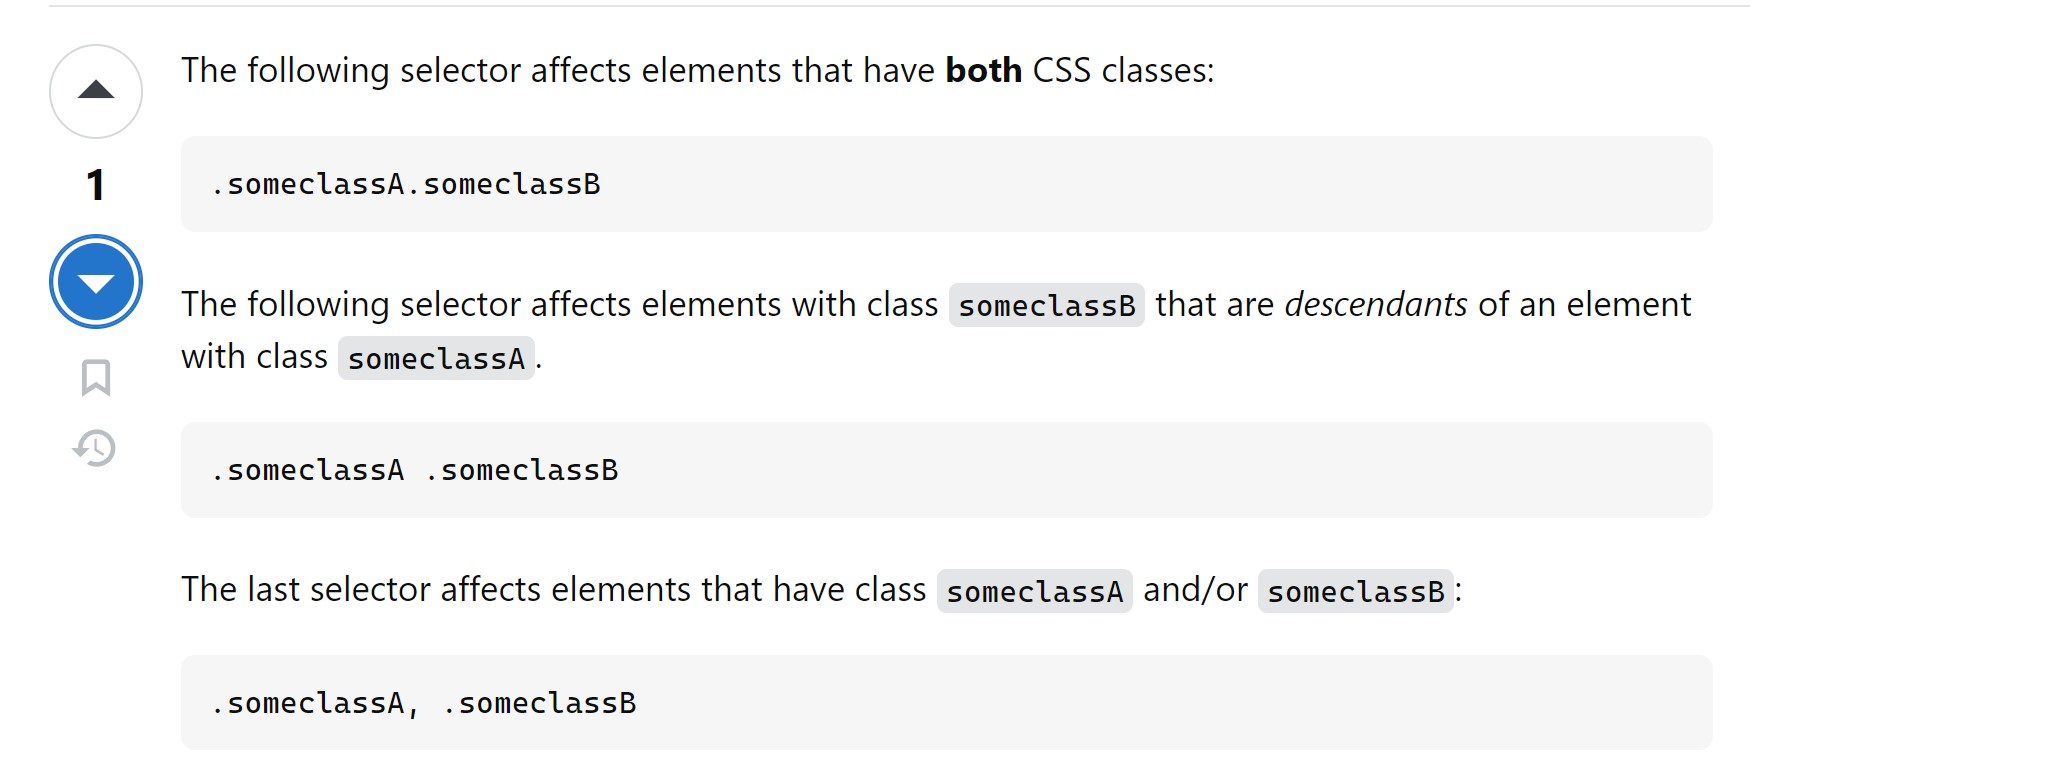 The following selector affects elements that have both CSS classes:
1
.someclassA.someclassB
The following selector affects elements with class someclassB that are descendants of an element
with class someclassA.
.someclassA .someclassB
The last selector affects elements that have class someclassA and/or someclassB:
.someclassA, .someclassB